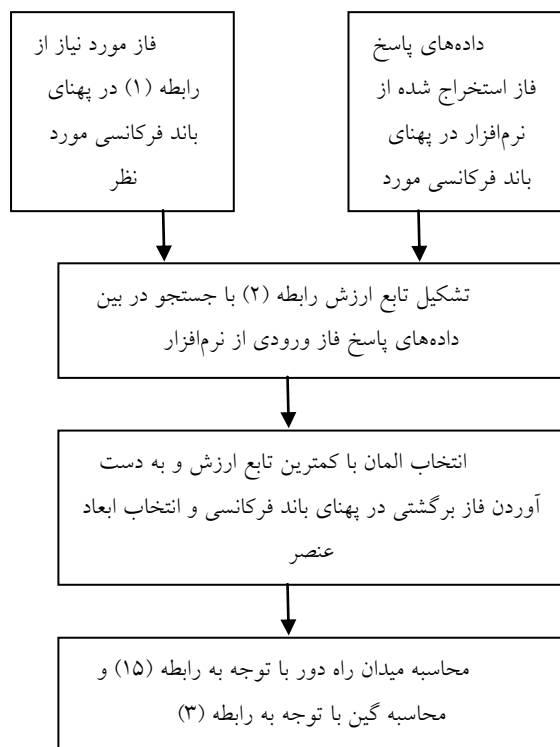 داده‌های پاسخ
فاز استخراج شده از
نرم‌افزار در پهنای
باند فرکانسی مورد
فاز مورد نیاز از
رابطه (۱) در پهنای
باند فرکانسی مورد
نظر
تشکیل تابع ارزش رابطه (۲) با جستجو در بین
داده‌های پاسخ فاز ورودی از نرم‌افزار
انتخاب المان با کمترین تابع ارزش و به دست
آوردن فاز برگشتی در پهنای باند فرکانسی و انتخاب ابعاد
عنصر
محاسبه میدان راه دور با توجه به رابطه (۱۵) و
محاسبه گین با توجه به رابطه (۳)